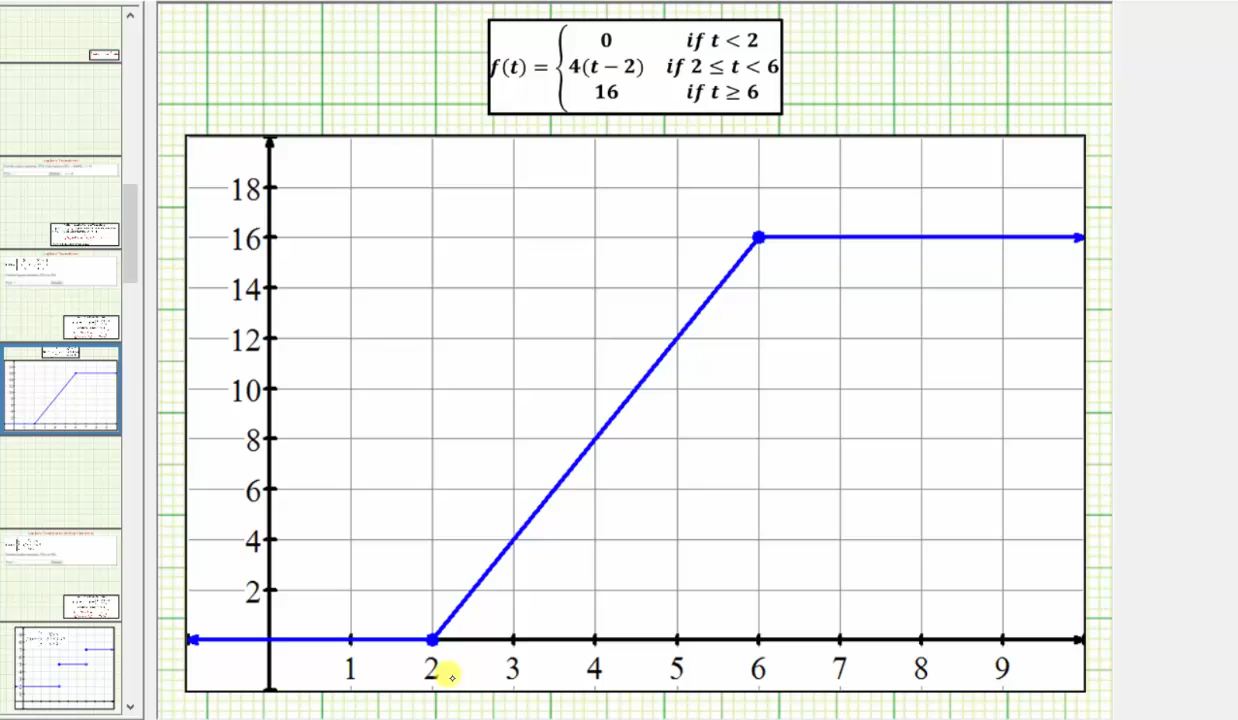 f(t) = { 0 if t < 2
4(t − 2) if 2 ≤ t < 6
16 if t ≥ 6
18
16
14
12
10
8
6
4
2
1 2 3 4 5 6 7 8 9